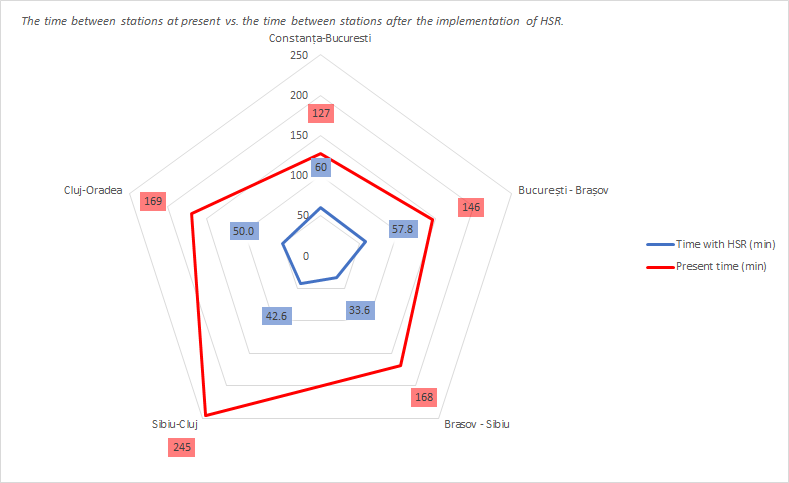 The time between stations at present vs. the time between stations after the implementation of HSR.
Constanța-Bucuresti
250
200
127
150
100
60
Cluj-Oradea
București - Brașov
169
146
50
50.0
57.8
Time with HSR (min)
0
Present time (min)
42.6
33.6
168
Sibiu-Cluj
Brasov - Sibiu
245